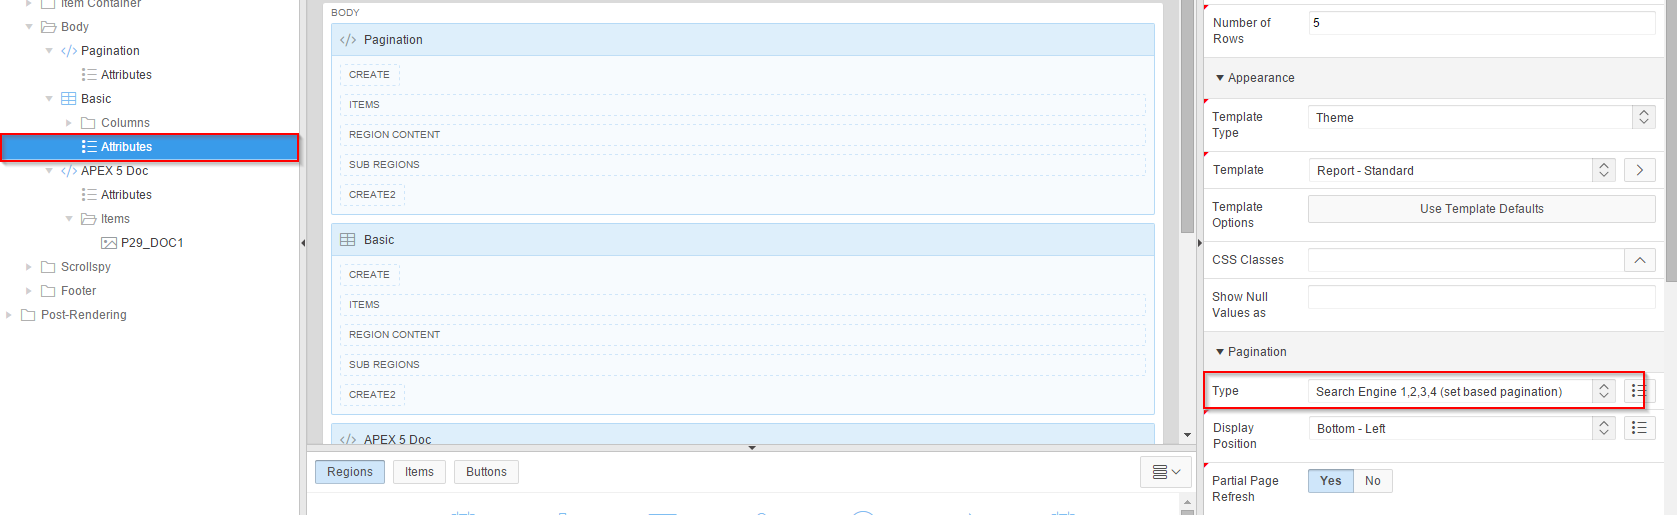 Item Container
Body
Pagination
Attributes
Basic
Columns
Attributes
APEX 5 Doc
Attributes
Items
P29_DOC1
Scrollspy
Footer
Post-Rendering
BODY
Pagination
CREATE
ITEMS
REGION CONTENT
SUB REGIONS
CREATE2
Basic
CREATE
ITEMS
REGION CONTENT
SUB REGIONS
CREATE2
APEX 5 Doc
Regions Items Buttons
Number of
Rows
5
Appearance
Template
Type
Theme
Template Report - Standard
Template
Options
Use Template Defaults
CSS Classes
Show Null
Values as
Pagination
Type Search Engine 1,2,3,4 (set based pagination)
Display
Position
Bottom - Left
Partial Page
Refresh
Yes No